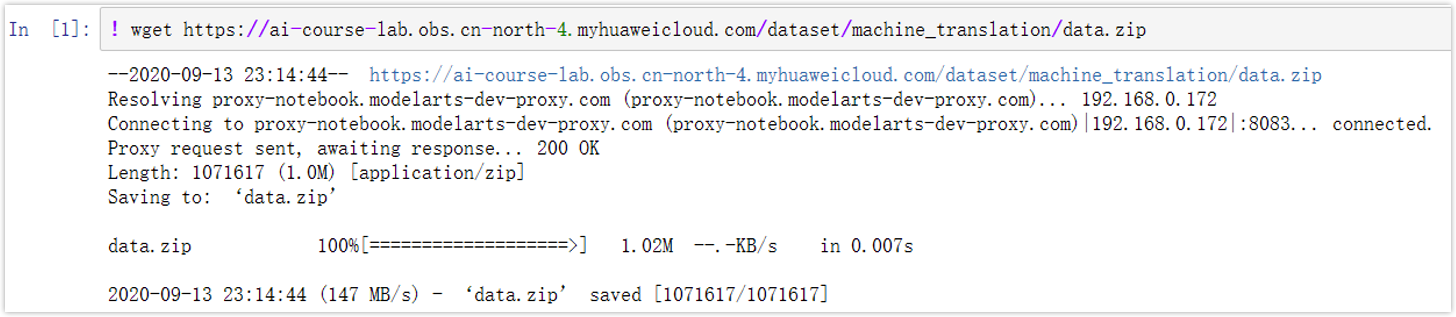 In [1]: ! wget https://ai-course-lab.obs.cn-north-4.myhuaweicloud.com/dataset/machine_translation/data.zip
--2020-09-13 23:14:44-- https://ai-course-lab.obs.cn-north-4.myhuaweicloud.com/dataset/machine_translation/data.zip
Resolving proxy-notebook.modelarts-dev-proxy.com (proxy-notebook.modelarts-dev-proxy.com)... 192.168.0.172
Connecting to proxy-notebook.modelarts-dev-proxy.com (proxy-notebook.modelarts-dev-proxy.com)|192.168.0.172|:8083... connected.
Proxy request sent, awaiting response... 200 OK
Length: 1071617 (1.0M) [application/zip]
Saving to: ‘data.zip’
data.zip 100%[===================>] 1.02M --.-KB/s in 0.007s
2020-09-13 23:14:44 (147 MB/s) - ‘data.zip’ saved [1071617/1071617]